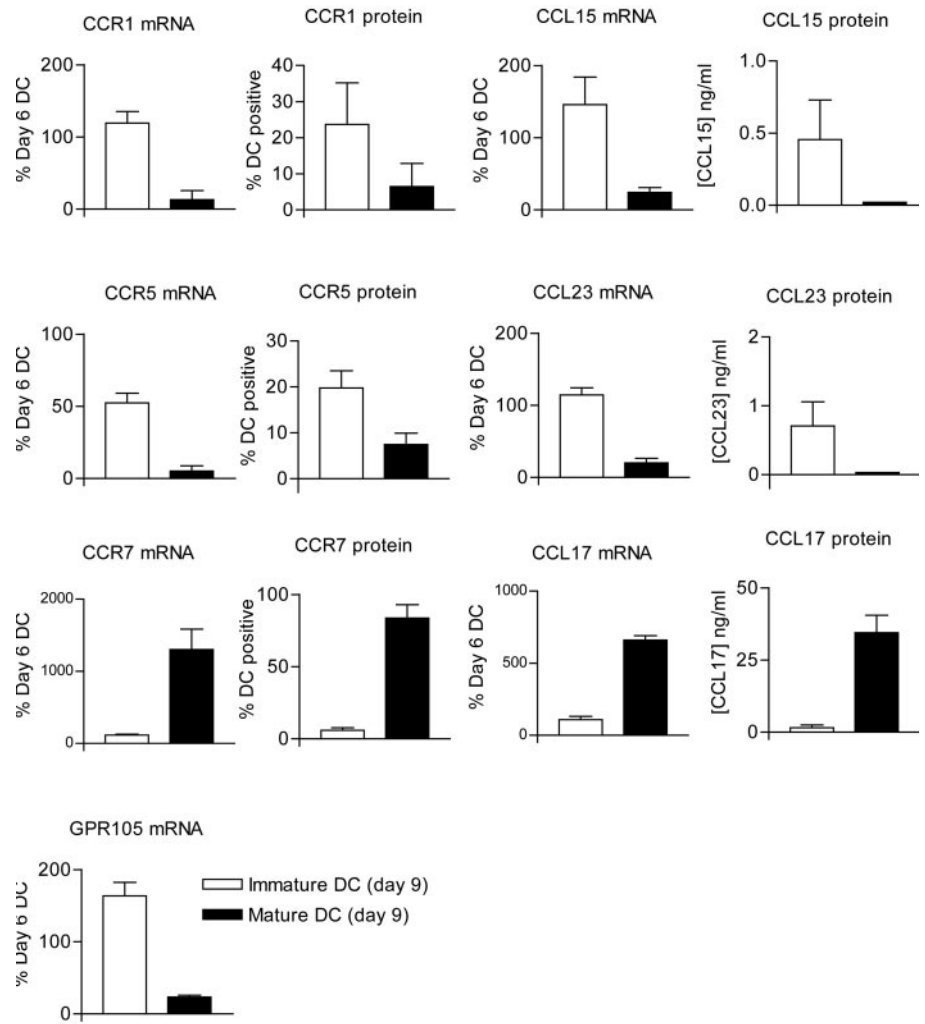 CCR1 mRNA
% Day 6 DC
200
100
0
CCR1 protein
% DC positive
40
30
20
10
0
CCL15 mRNA
% Day 6 DC
200
100
0
CCL15 protein
[CCL15] ng/ml
1.0
0.5
0.0
CCR5 mRNA
% Day 6 DC
100
50
0
CCR5 protein
% DC positive
30
20
10
0
CCL23 mRNA
% Day 6 DC
200
100
0
CCL23 protein
[CCL23] ng/ml
2
1
0
CCR7 mRNA
% Day 6 DC
2000
1000
0
CCR7 protein
% DC positive
100
50
0
CCL17 mRNA
% Day 6 DC
1000
500
0
CCL17 protein
[CCL17] ng/ml
50
25
0
GPR105 mRNA
% Day 6 DC
200
100
0
Immature DC (day 9)
Mature DC (day 9)